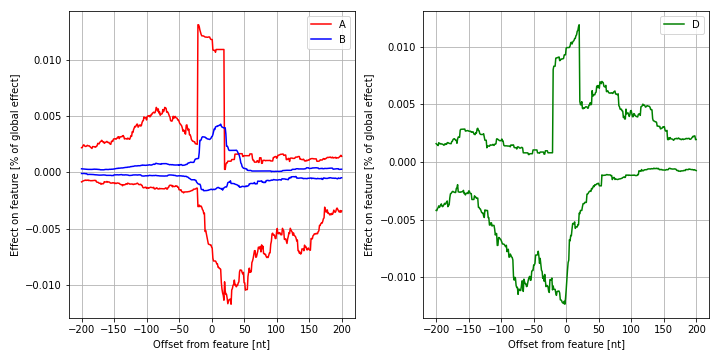 A
B
0.010
0.005
0.000
−0.005
−0.010
Effect on feature [% of global effect]
−200 −150 −100 −50 0 50 100 150 200
Offset from feature [nt]
D
0.010
0.005
0.000
−0.005
−0.010
Effect on feature [% of global effect]
−200 −150 −100 −50 0 50 100 150 200
Offset from feature [nt]